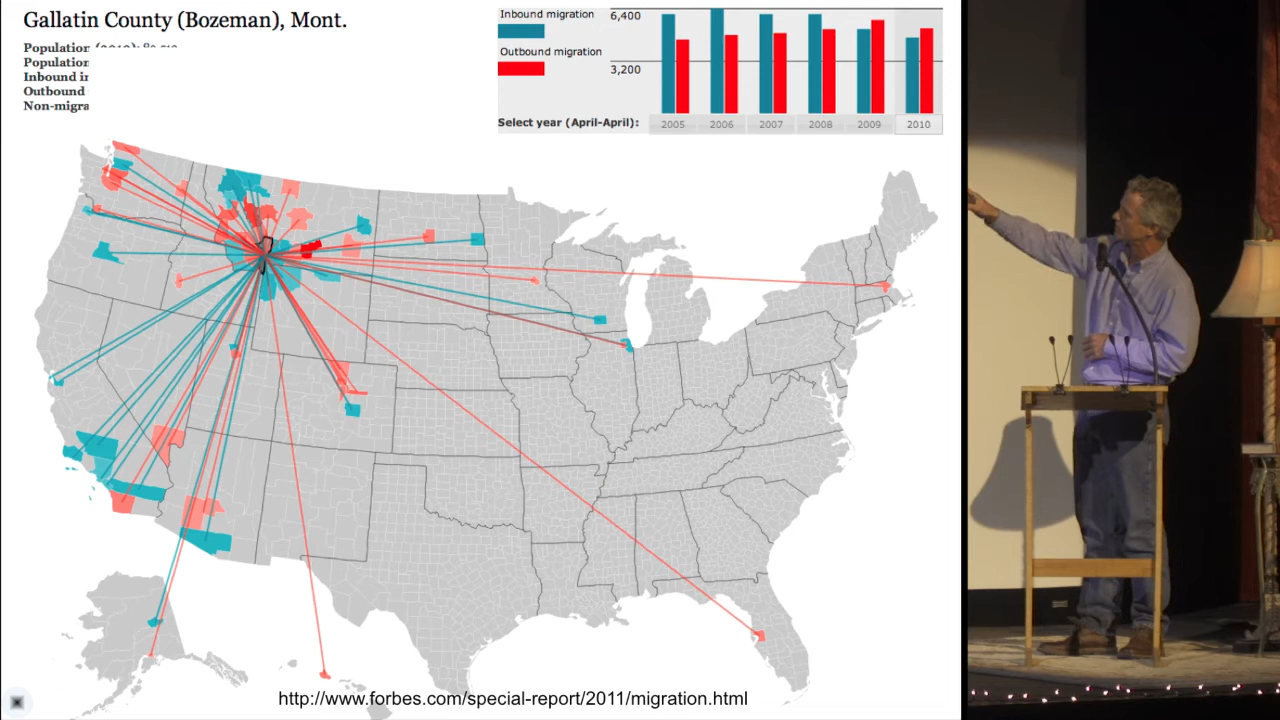 Gallatin County (Bozeman), Mont.
Population
Population
Inbound
Outbound
Non-migra
Inbound migration
Outbound migration
6,400
3,200
Select year (April-April):
2005
2006
2007
2008
2009
2010
http://www.forbes.com/special-report/2011/migration.html